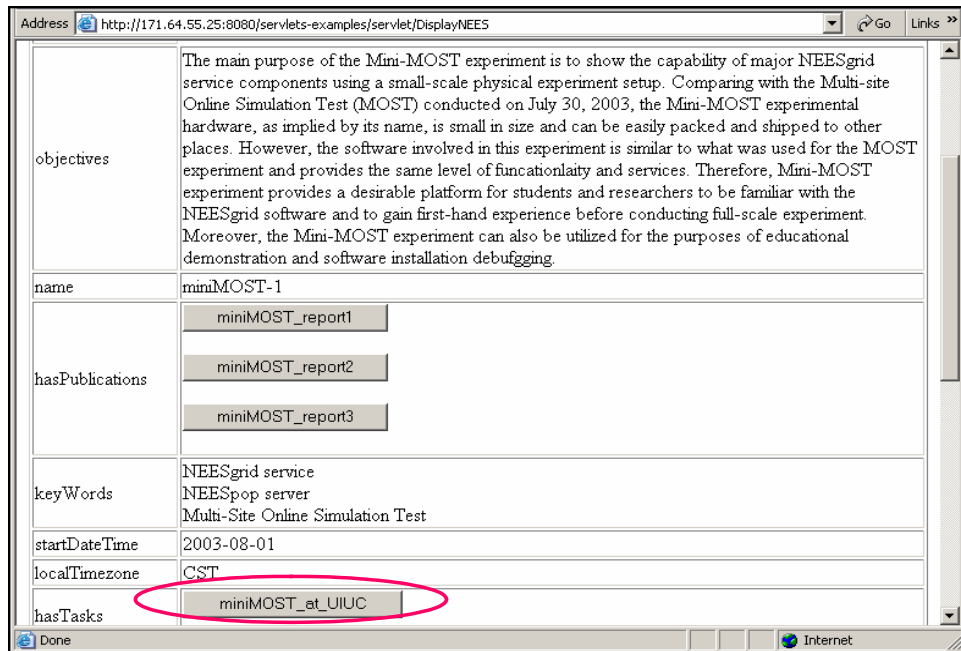 Address http://171.64.55.25:8080/servlets-examples/servlet/DisplayNEES Go Links »
The main purpose of the Mini-MOST experiment is to show the capability of major NEESgrid
service components using a small-scale physical experiment setup. Comparing with the Multi-site
Online Simulation Test (MOST) conducted on July 30, 2003, the Mini-MOST experimental
hardware, as implied by its name, is small in size and can be easily packed and shipped to other
places. However, the software involved in this experiment is similar to what was used for the MOST
objectives
experiment and provides the same level of funcationlaity and services. Therefore, Mini-MOST
experiment provides a desirable platform for students and researchers to be familiar with the
NEESgrid software and to gain first-hand experience before conducting full-scale experiment.
Moreover, the Mini-MOST experiment can also be utilized for the purposes of educational
demonstration and software installation debufgging.
name miniMOST-1
miniMOST_report1
hasPublications
miniMOST_report2
miniMOST_report3
NEESgrid service
keyWords NEESpop server
Multi-Site Online Simulation Test
startDateTime 2003-08-01
localTimezone CST
hasTasks miniMOST_at_UIUC
Done Internet